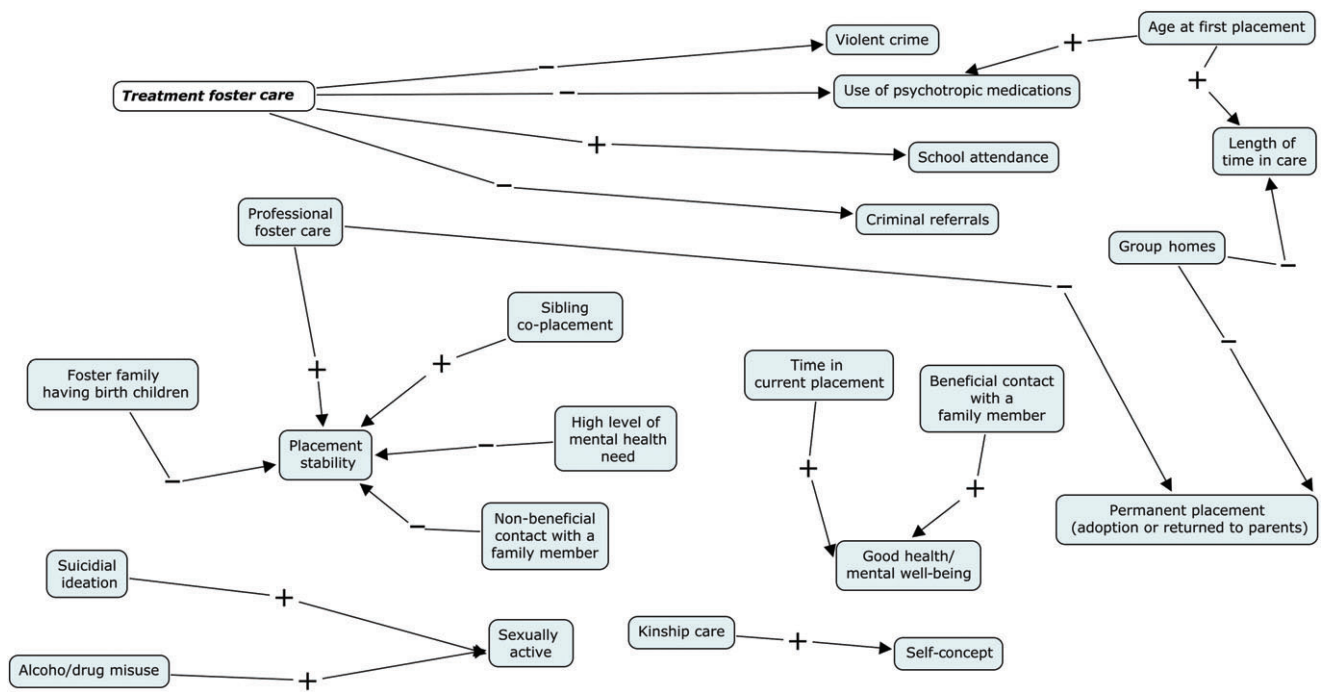 Violent crime
Age at first placement
+
−
+
Treatment foster care
−
Use of psychotropic medications
+
+
Length of
time in care
School attendance
−
Professional
foster care
Criminal referrals
Group homes
−
−
Sibling
co-placement
−
+
+
Foster family
having birth children
Time in
current placement
Beneficial contact
with a
family member
High level of
mental health
need
Placement
stability
−
−
+
+
Non-beneficial
contact with a
family member
−
Permanent placement
(adoption or returned to parents)
Good health/
mental well-being
Suicidial
ideation
+
Sexually
active
Kinship care
+
Self-concept
Alcoho/drug misuse
+